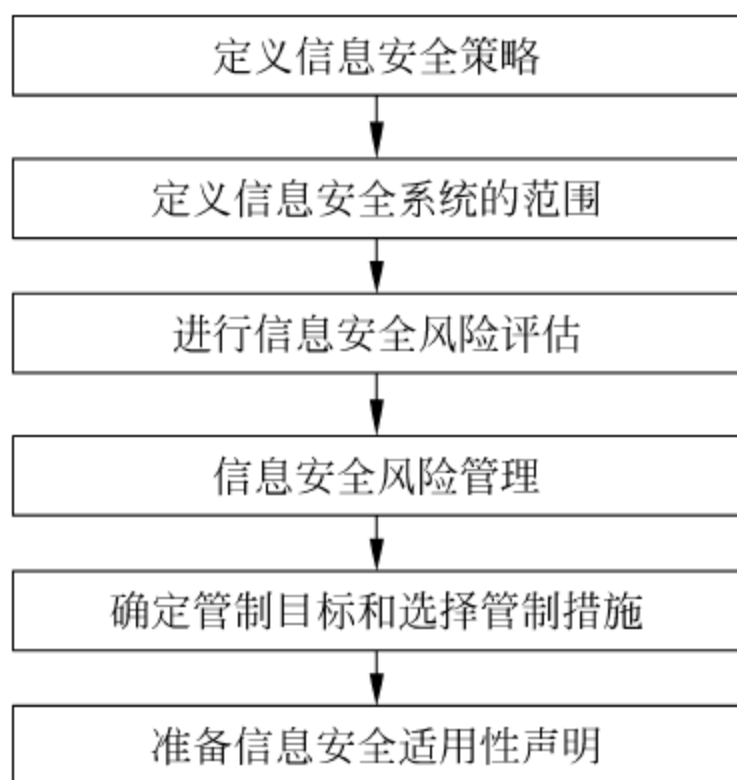 定义信息安全策略
定义信息安全系统的范围
进行信息安全风险评估
信息安全风险管理
确定管制目标和选择管制措施
准备信息安全适用性声明